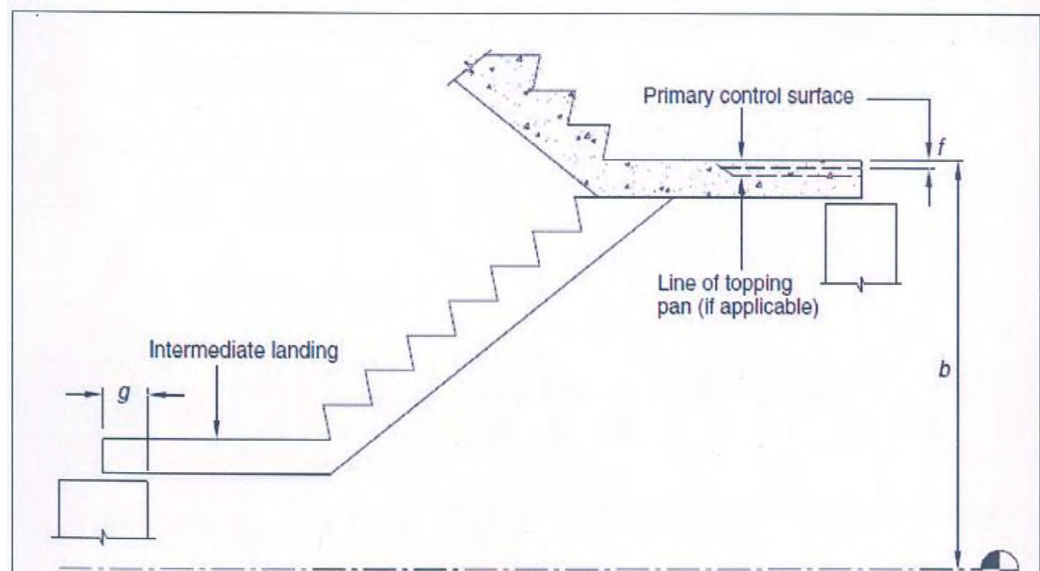 Primary control surface
f
Line of topping
pan (if applicable)
Intermediate landing
b
g